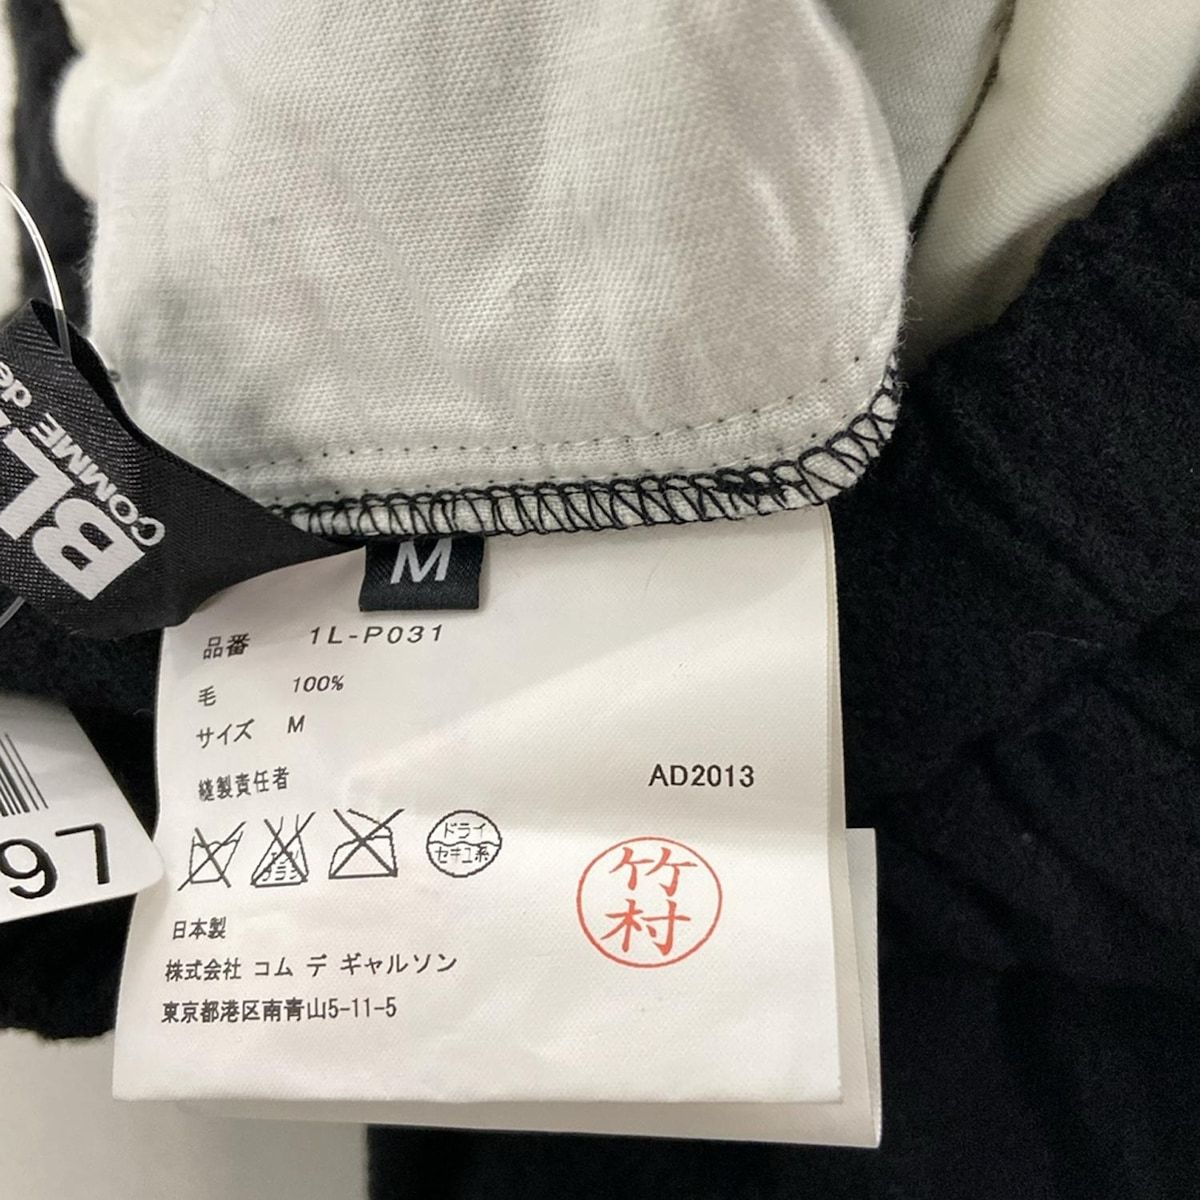 BL
COMME de
M
品番 1L-P031
毛 100%
サイズ M
縫製責任者
AD2013
ドライ
セキユ系
竹村
日本製
株式会社 コム デ ギャルソン
東京都港区南青山5-11-5
97